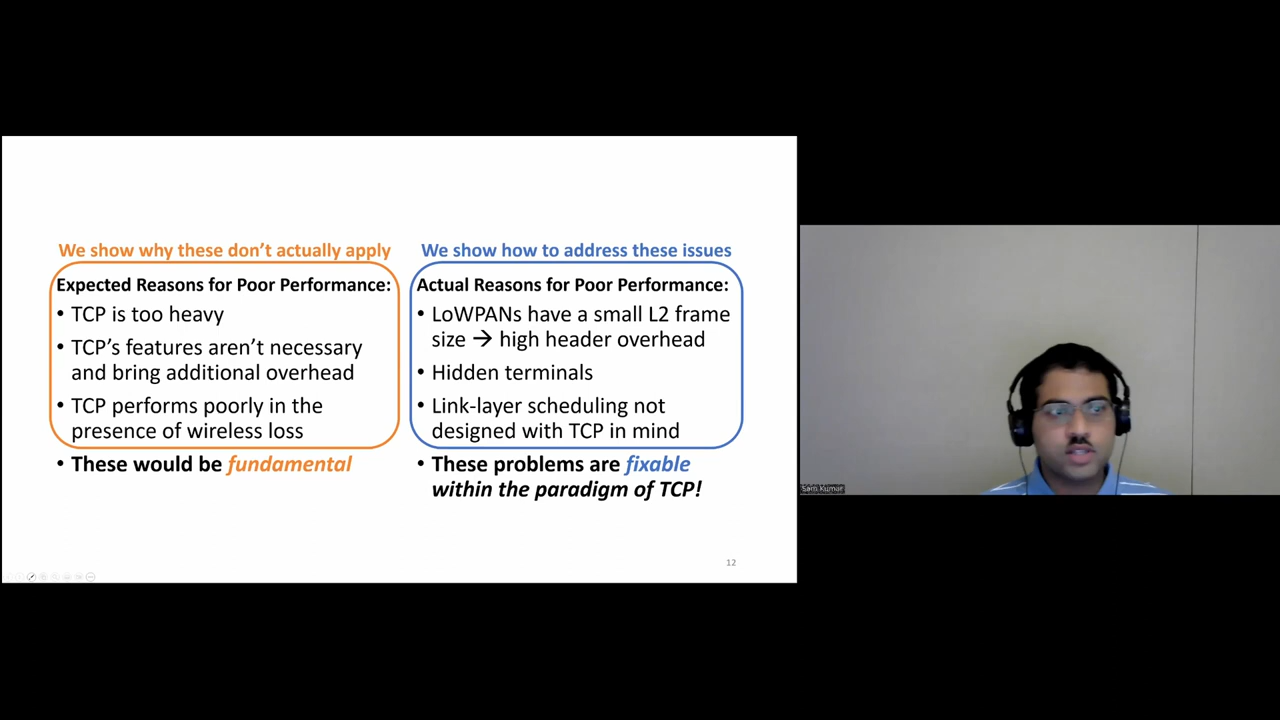 We show why these don't actually apply
Expected Reasons for Poor Performance:
• TCP is too heavy
• TCP's features aren't necessary
and bring additional overhead
• TCP performs poorly in the
presence of wireless loss
• These would be fundamental
We show how to address these issues
Actual Reasons for Poor Performance:
• LoWPANs have a small L2 frame
size → high header overhead
• Hidden terminals
• Link-layer scheduling not
designed with TCP in mind
• These problems are fixable
within the paradigm of TCP!
12
Sam Kumar